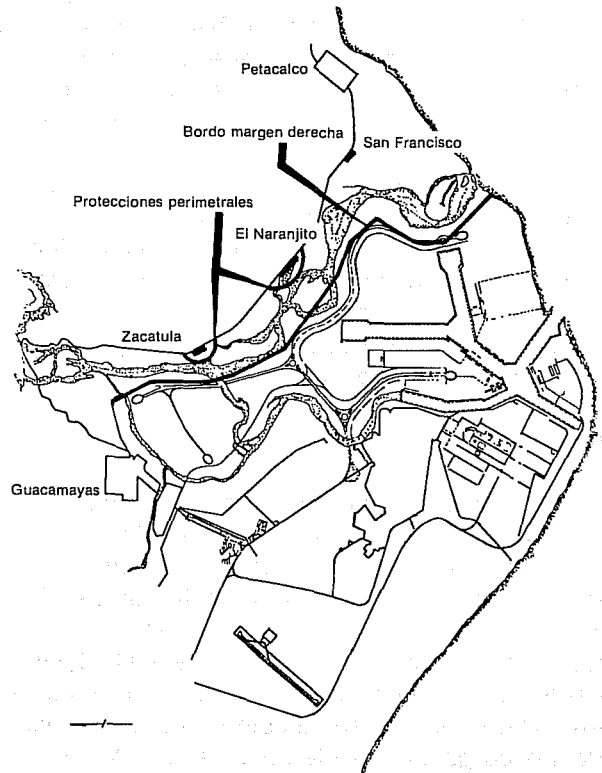 Petacalco
Bordo margen derecha
San Francisco
Protecciones perimetrales
El Naranjito
Zacatula
Guacamayas